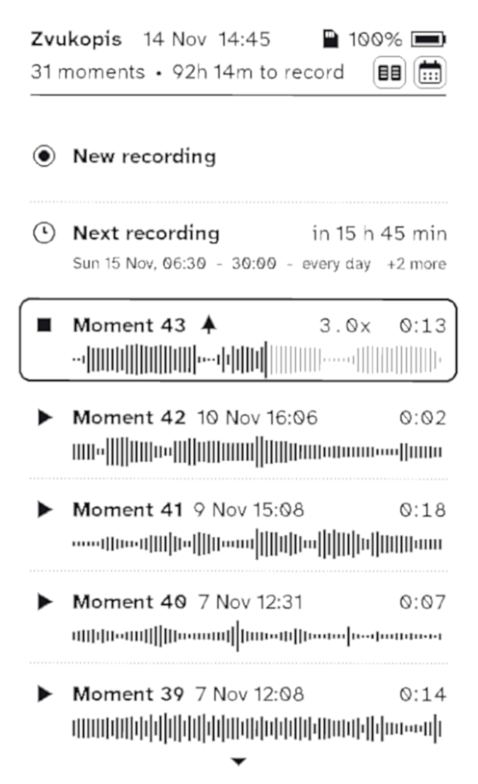 Zvukopis 14 Nov 14:45 100%
31 moments • 92h 14m to record
New recording
Next recording in 15 h 45 min
Sun 15 Nov, 06:30 - 30:00 - every day +2 more
Moment 43 3.0x 0:13
Moment 42 10 Nov 16:06 0:02
Moment 41 9 Nov 15:08 0:18
Moment 40 7 Nov 12:31 0:07
Moment 39 7 Nov 12:08 0:14